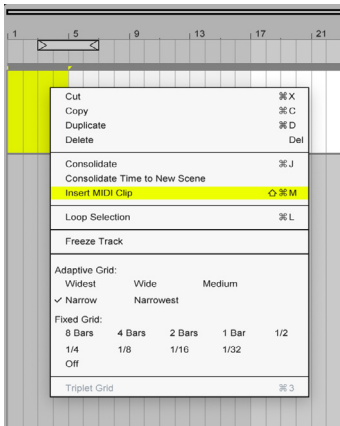 1 5 9 13 17 21
Cut ⌘X
Copy ⌘C
Duplicate ⌘D
Delete Del
Consolidate ⌘J
Consolidate Time to New Scene
Insert MIDI Clip ⇧⌘M
Loop Selection ⌘L
Freeze Track
Adaptive Grid:
Widest Wide Medium
✓ Narrow Narrowest
Fixed Grid:
8 Bars 4 Bars 2 Bars 1 Bar 1/2
1/4 1/8 1/16 1/32
Off
Triplet Grid ⌘3